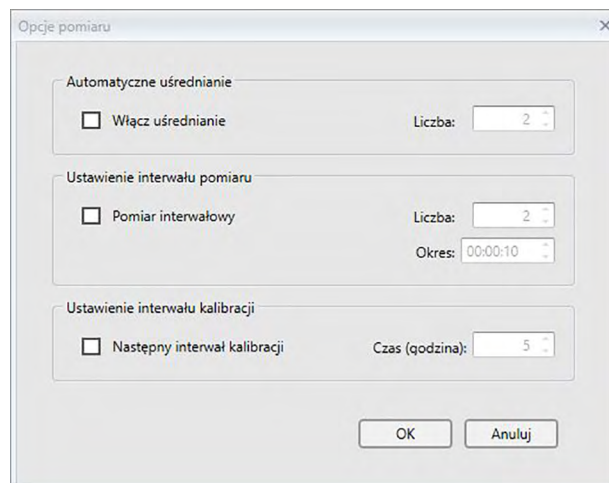 Opcje pomiaru
Automatyczne uśrednianie
Włącz uśrednianie Liczba: 2
Ustawienie interwału pomiaru
Pomiar interwałowy Liczba: 2
Okres: 00:00:10
Ustawienie interwału kalibracji
Następny interwał kalibracji Czas (godzina): 5
OK Anuluj